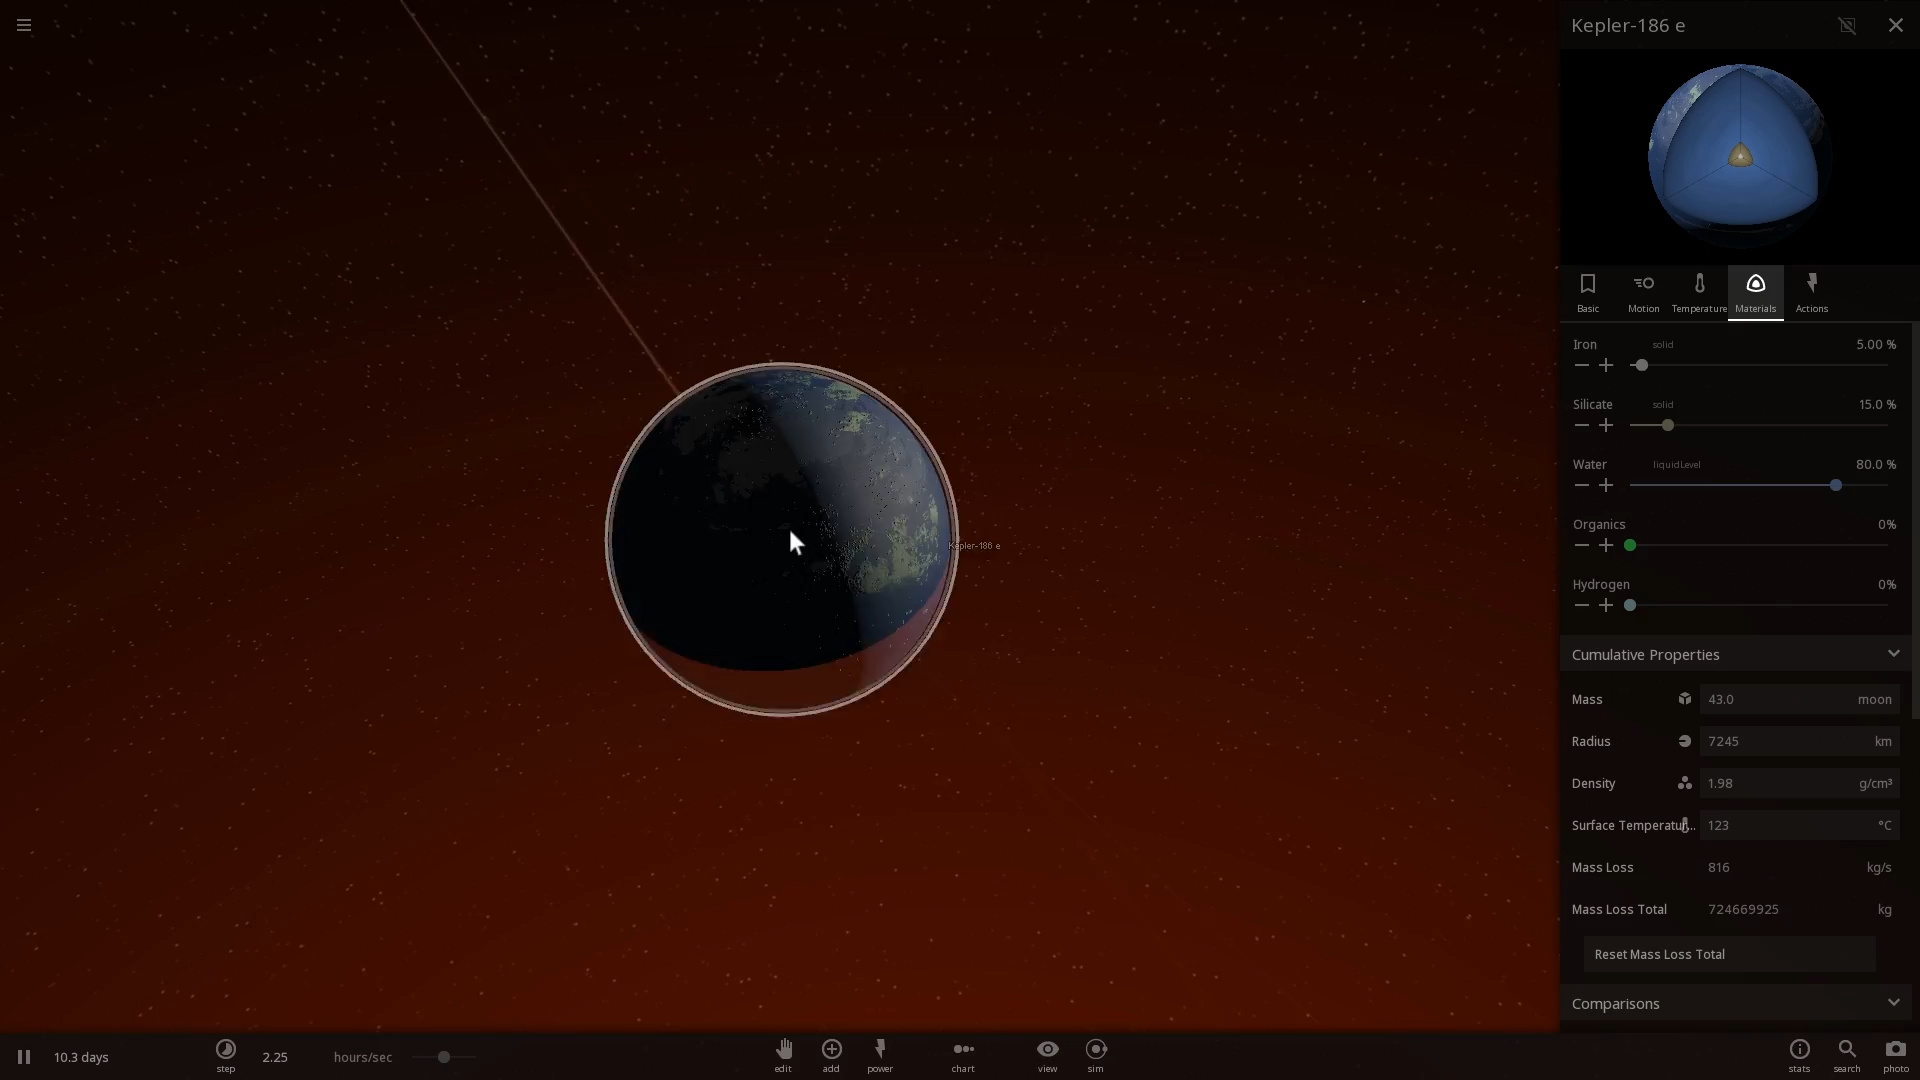 Kepler-186 e
Basic
Motion
Temperature
Materials
Actions
Iron solid 5.00 %
Silicate solid 15.0 %
Water liquidLevel 80.0 %
Organics 0%
Hydrogen 0%
Kepler-186 e
Cumulative Properties
Mass 43.0 moon
Radius 7245 km
Density 1.98 g/cm³
Surface Temperatur... 123 °C
Mass Loss 816 kg/s
Mass Loss Total 724669925 kg
Reset Mass Loss Total
Comparisons
10.3 days
step
2.25 hours/sec
edit
add
power
chart
view
sim
stats
search
photo